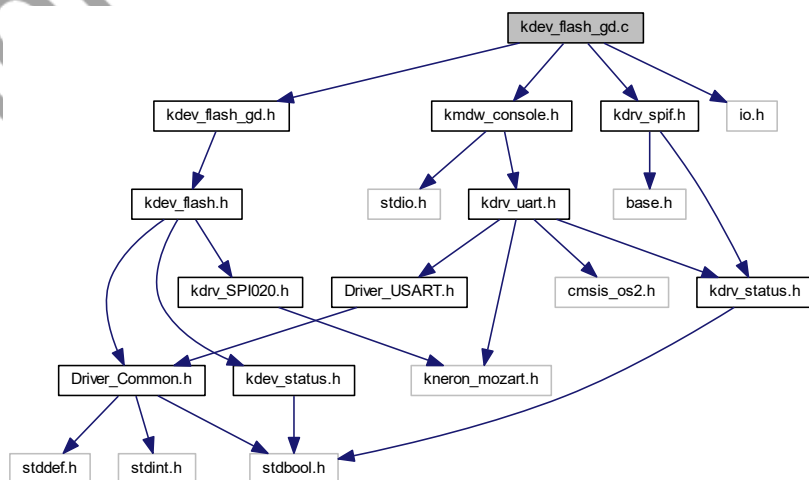 kdev_flash_gd.c
kdev_flash_gd.h
kmdw_console.h
kdrv_spif.h
io.h
kdev_flash.h
stdio.h
kdrv_uart.h
base.h
kdrv_SPI020.h
Driver_USART.h
cmsis_os2.h
kdrv_status.h
Driver_Common.h
kdev_status.h
kneron_mozart.h
stddef.h
stdint.h
stdbool.h